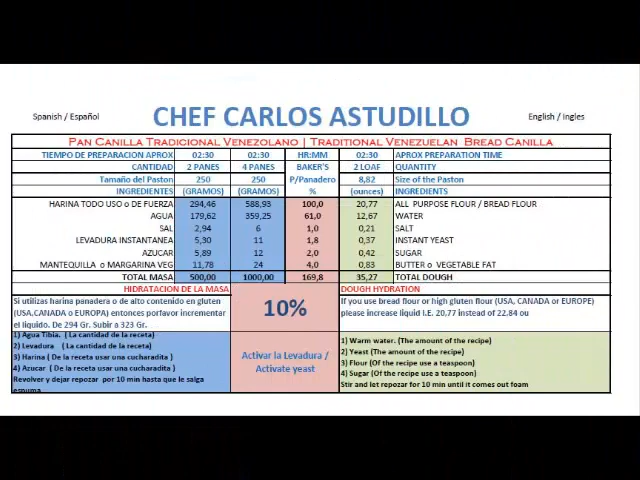 Spanish / Español
CHEF CARLOS ASTUDILLO
English / Ingles
PAN CANILLA TRADICIONAL VENEZOLANO | TRADITIONAL VENEZUELAN BREAD CANILLA
TIEMPO DE PREPARACION APROX 02:30 02:30 HR:MM 02:30 APROX PREPARATION TIME
CANTIDAD 2 PANES 4 PANES BAKER'S 2 LOAF QUANTITY
Tamaño del Paston 250 250 P/Panadero 8,82 Size of the Paston
INGREDIENTES (GRAMOS) (GRAMOS) % (ounces) INGREDIENTS
HARINA TODO USO o DE FUERZA 294,46 588,93 100,0 20,77 ALL PURPOSE FLOUR / BREAD FLOUR
AGUA 179,62 359,25 61,0 12,67 WATER
SAL 2,94 6 1,0 0,21 SALT
LEVADURA INSTANTANEA 5,30 11 1,8 0,37 INSTANT YEAST
AZUCAR 5,89 12 2,0 0,42 SUGAR
MANTEQUILLA o MARGARINA VEG 11,78 24 4,0 0,83 BUTTER o VEGETABLE FAT
TOTAL MASA 500,00 1000,00 169,8 35,27 TOTAL DOUGH
HIDRATACION DE LA MASA
DOUGH HYDRATION
Si utilizas harina panadera o de alto contenido en gluten
(USA,CANADA o EUROPA) entonces porfavor incrementar
el liquido. De 294 Gr. Subir a 323 Gr.
10%
If you use bread flour or high gluten flour (USA, CANADA or EUROPE)
please increase liquid I.E. 20,77 instead of 22.84 ou
1) Agua Tibia. ( La cantidad de la receta)
2) Levadura ( La cantidad de la receta)
3) Harina ( De la receta usar una cucharadita )
4) Azucar ( De la receta usar una cucharadita )
Revolver y dejar repozar por 10 min hasta que le salga
espuma
Activar la Levadura /
Activate yeast
1) Warm water. (The amount of the recipe)
2) Yeast (The amount of the recipe)
3) Flour (Of the recipe use a teaspoon)
4) Sugar (Of the recipe use a teaspoon)
Stir and let repozar for 10 min until it comes out foam